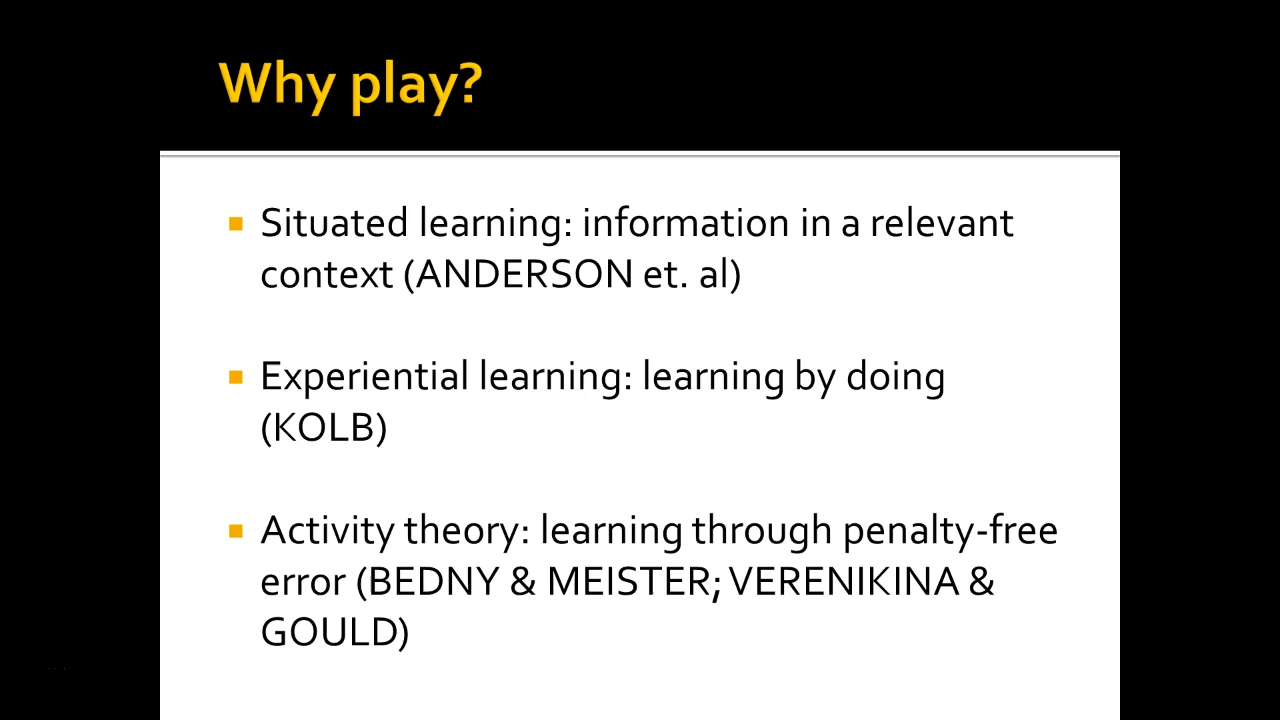 Why play?
Situated learning: information in a relevant
context (ANDERSON et. al)
Experiential learning: learning by doing
(KOLB)
Activity theory: learning through penalty-free
error (BEDNY & MEISTER; VERENIKINA &
GOULD)